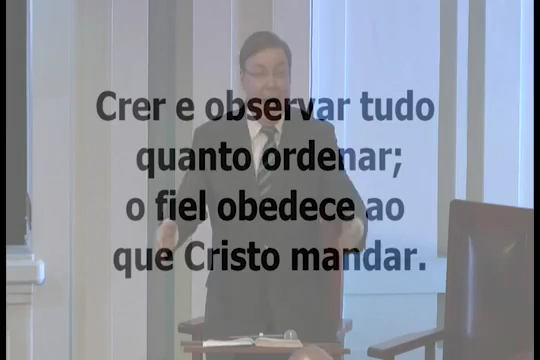 Crer e observar tudo
quanto ordenar;
o fiel obedece ao
que Cristo mandar.